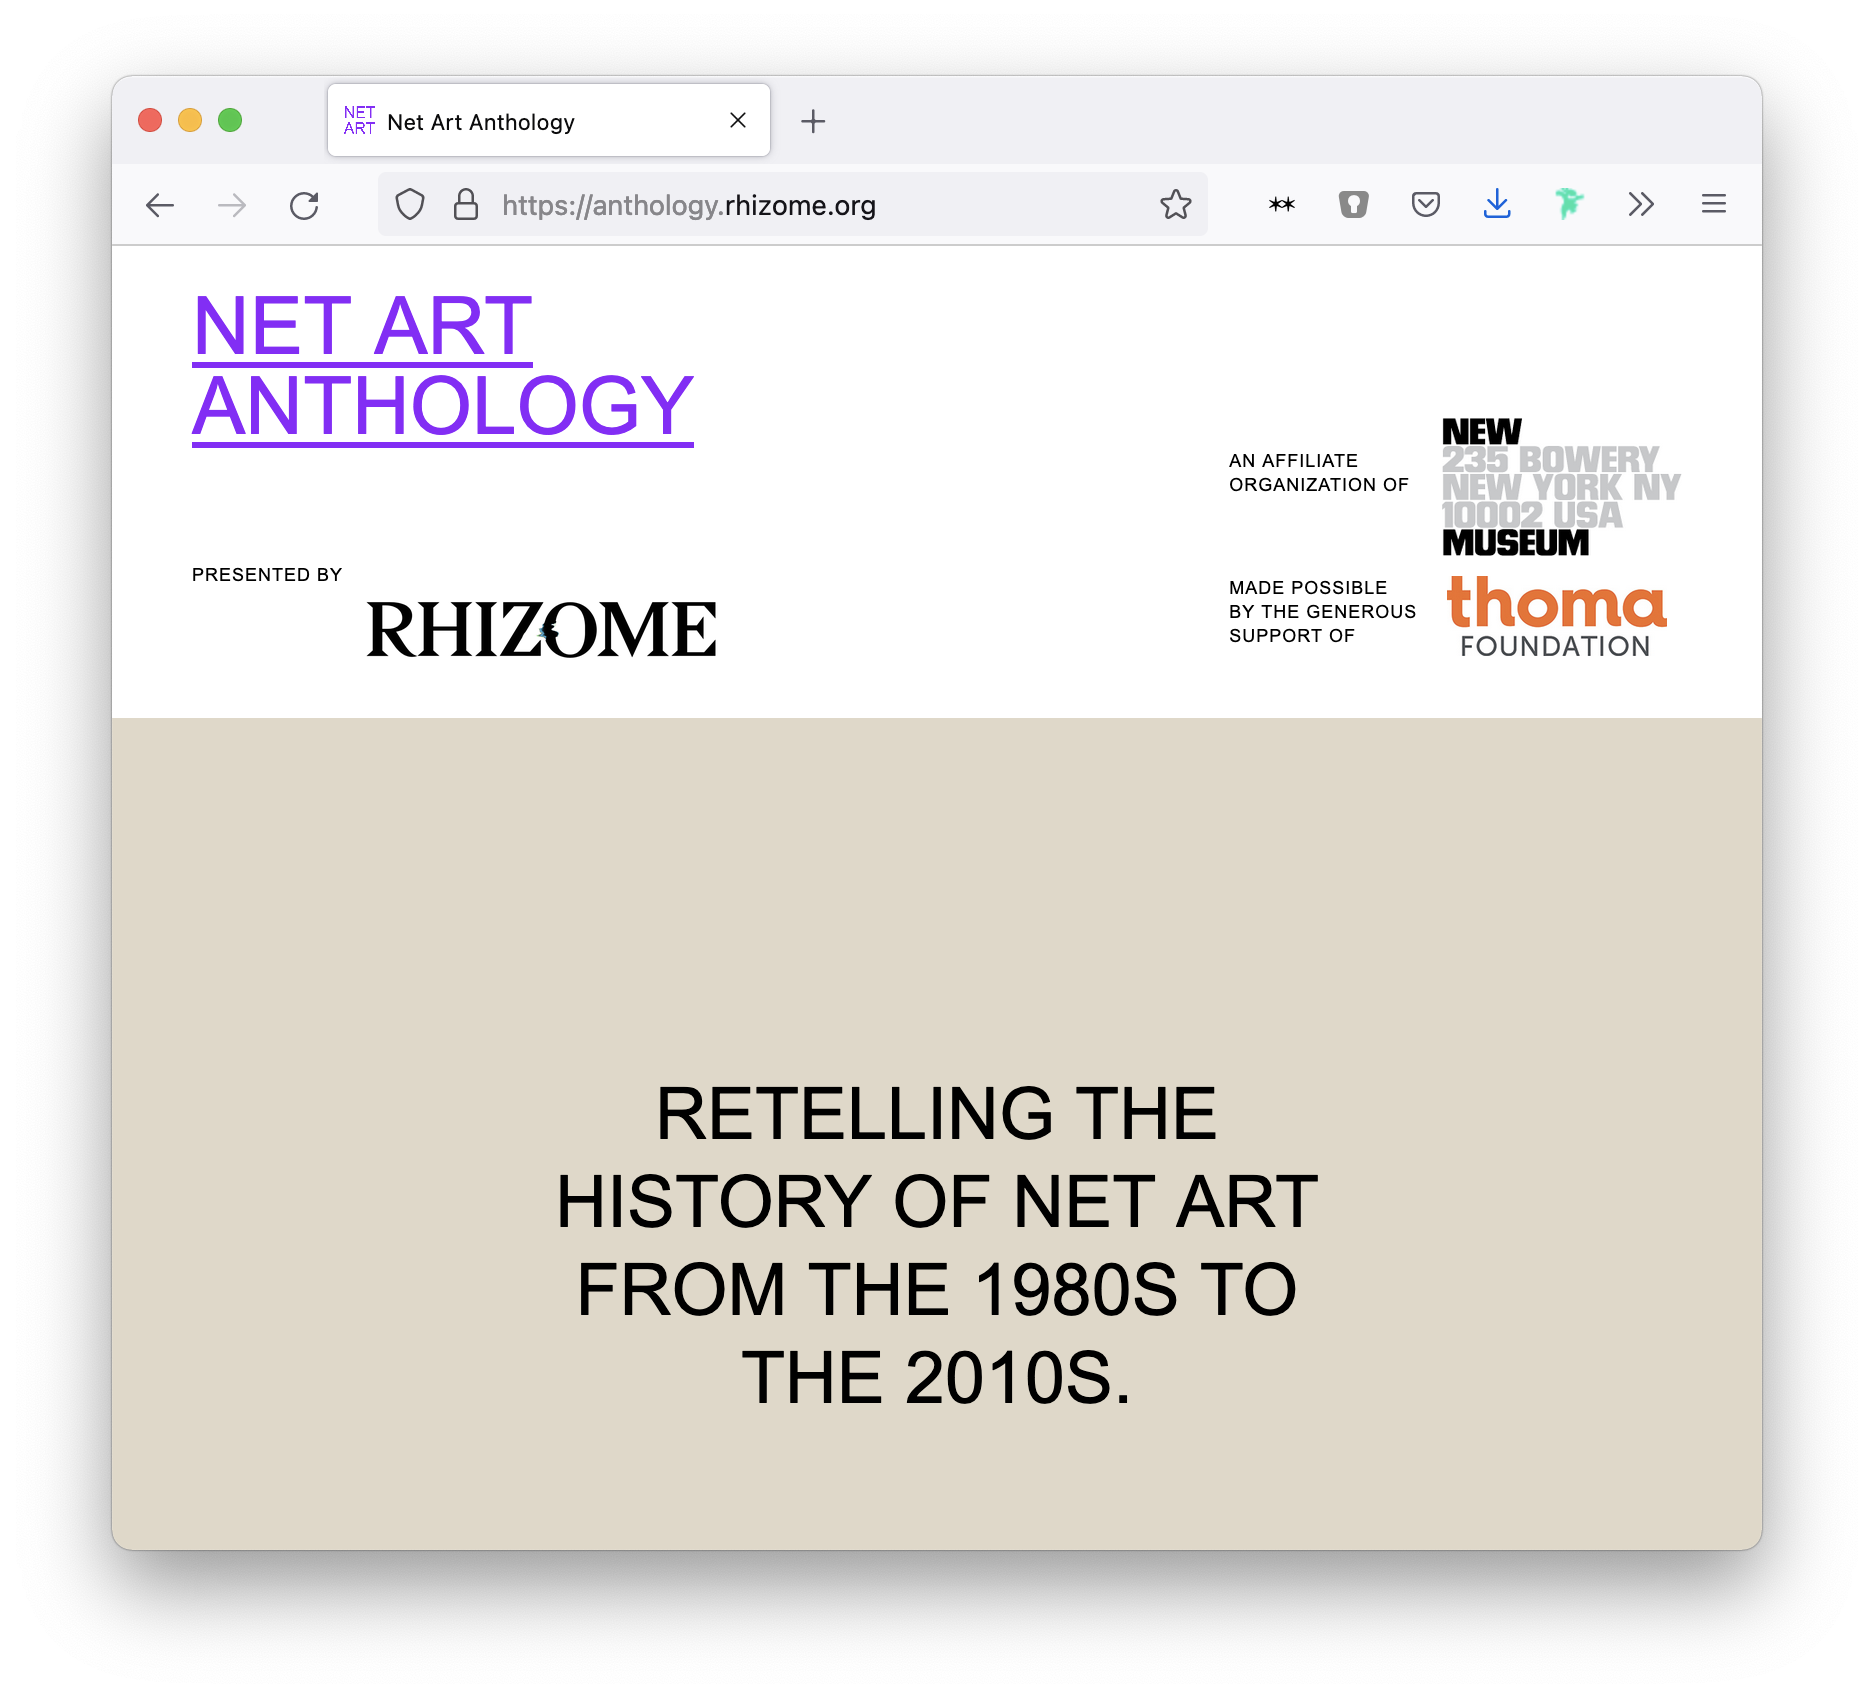 NET
ART
Net Art Anthology
https://anthology.rhizome.org
NET ART
ANTHOLOGY
PRESENTED BY
RHIZOME
AN AFFILIATE
ORGANIZATION OF
NEW
235 BOWERY
NEW YORK NY
10002 USA
MUSEUM
MADE POSSIBLE
BY THE GENEROUS
SUPPORT OF
thoma
FOUNDATION
RETELLING THE
HISTORY OF NET ART
FROM THE 1980S TO
THE 2010S.